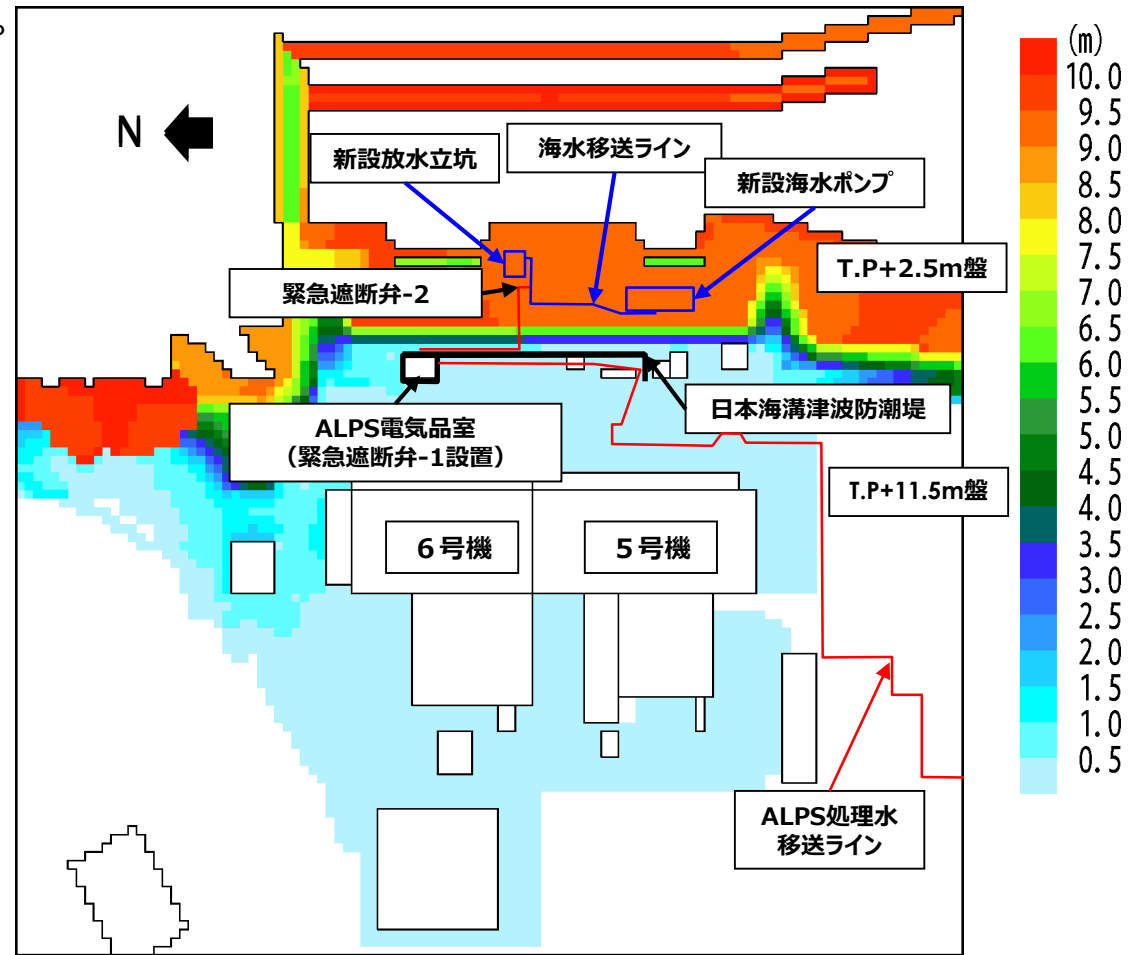 。
(m)
10.0
9.5
9.0
8.5
8.0
7.5
7.0
6.5
6.0
5.5
5.0
4.5
4.0
3.5
3.0
2.5
2.0
1.5
1.0
0.5
N
新設放水立坑
海水移送ライン
新設海水ポンプ
T.P+2.5m盤
緊急遮断弁-2
日本海溝津波防潮堤
ALPS電気品室
（緊急遮断弁-1設置）
T.P+11.5m盤
6号機
5号機
ALPS処理水
移送ライン